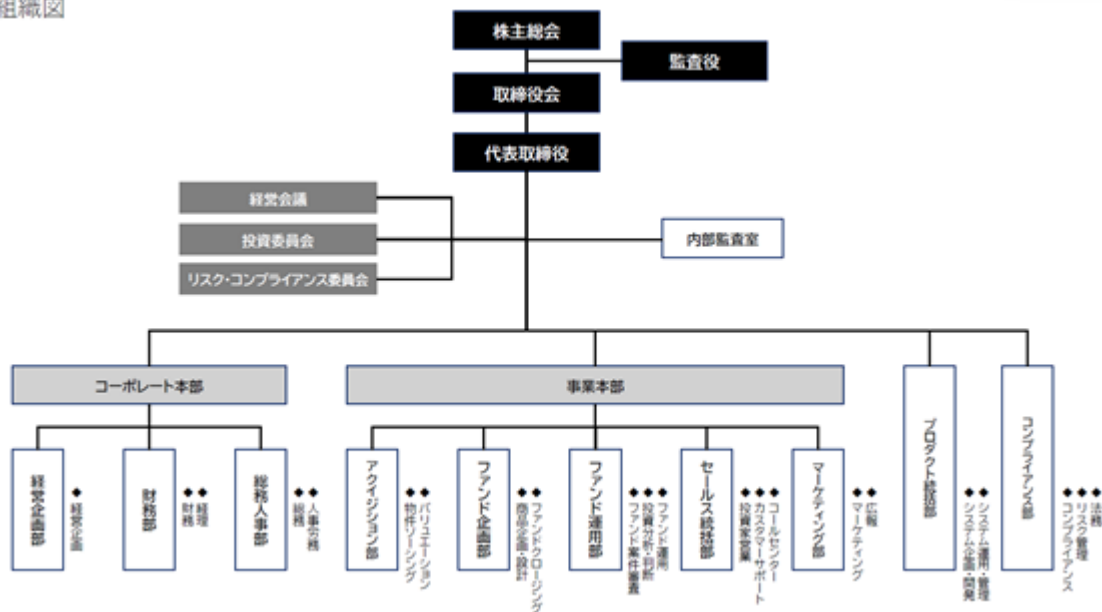 組織図
株主総会
監査役
取締役会
代表取締役
経営会議
投資委員会
リスク・コンプライアンス委員会
内部監査室
コーポレート本部
事業本部
プロダクト統括部
◆システム運用・管理
◆システム企画・開発
コンプライアンス部
◆法務
◆リスク管理
◆コンプライアンス
経営企画部
◆経営企画
財務部
◆経理
◆財務
総務人事部
◆人事労務
◆総務
アクイジション部
◆バリュエーション
◆物件ソーシング
ファンド企画部
◆ファンドクロージング
◆商品企画・設計
ファンド運用部
◆ファンド運用
◆投資分析・判断
◆ファンド案件審査
セールス統括部
◆コールセンター
◆カスタマーサポート
◆投資家営業
マーケティング部
◆広報
◆マーケティング